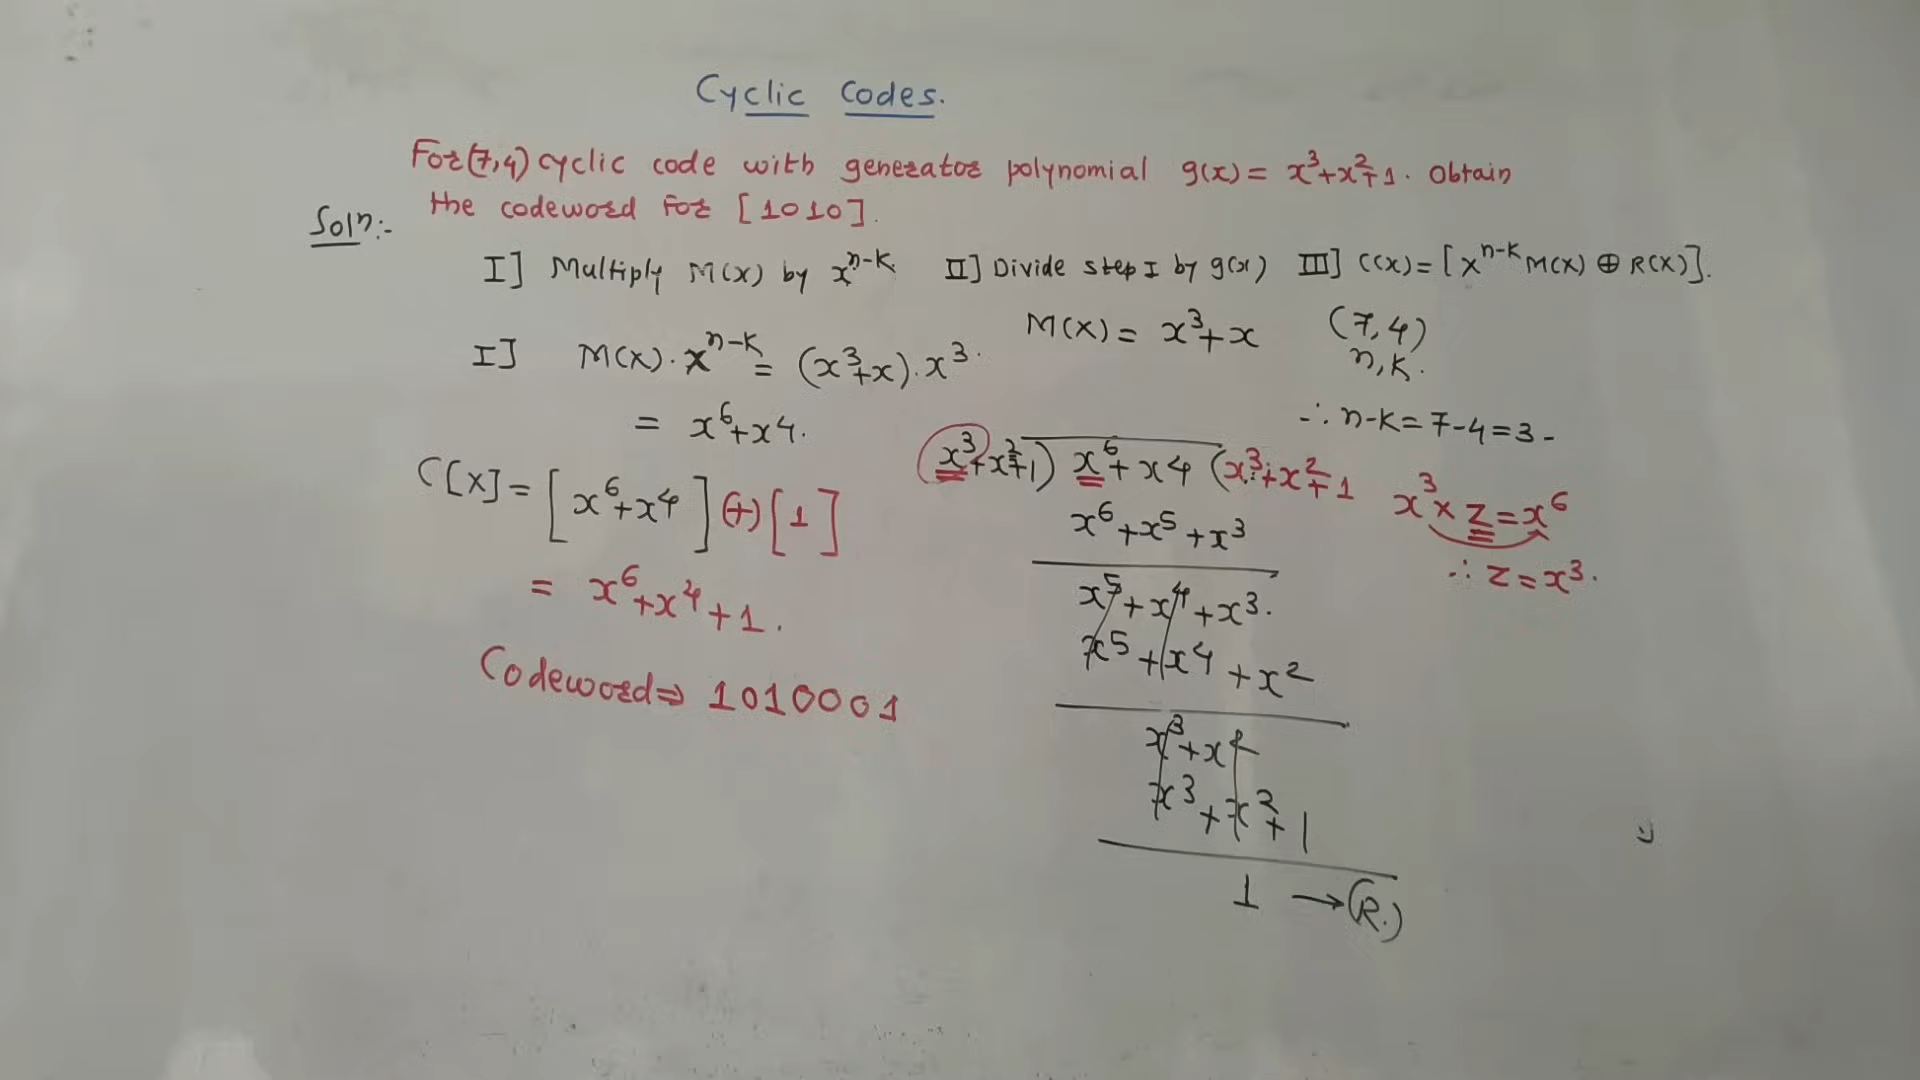 Cyclic Codes.
For (7,4) cyclic code with generator polynomial g(x) = x³+x²+1. Obtain
the codeword for [1010].
Soln:-
I] Multiply M(x) by x^n-k. II] Divide step I by g(x) III] C(x) = [x^n-k M(x) ⊕ R(x)].
M(x) = x³+x (7,4)
n,k.
∴ n-k = 7-4 = 3 -
I] M(x)·x^n-k = (x³+x)·x³.
= x⁶+x⁴.
x³+x²+1) x⁶+x⁴ (x³+x²+1
x⁶+x⁵+x³
x⁵+x⁴+x³.
x⁵+x⁴+x²
x³+x²
x³+x²+1
1 → R.
x³ × z = x⁶
∴ z = x³.
C[x] = [x⁶+x⁴] (+) [1]
= x⁶+x⁴+1.
Codeword ⇒ 1010001